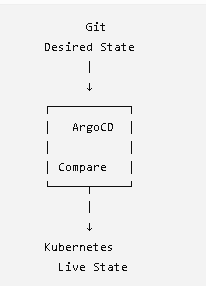 Git
Desired State
ArgoCD
Compare
Kubernetes
Live State